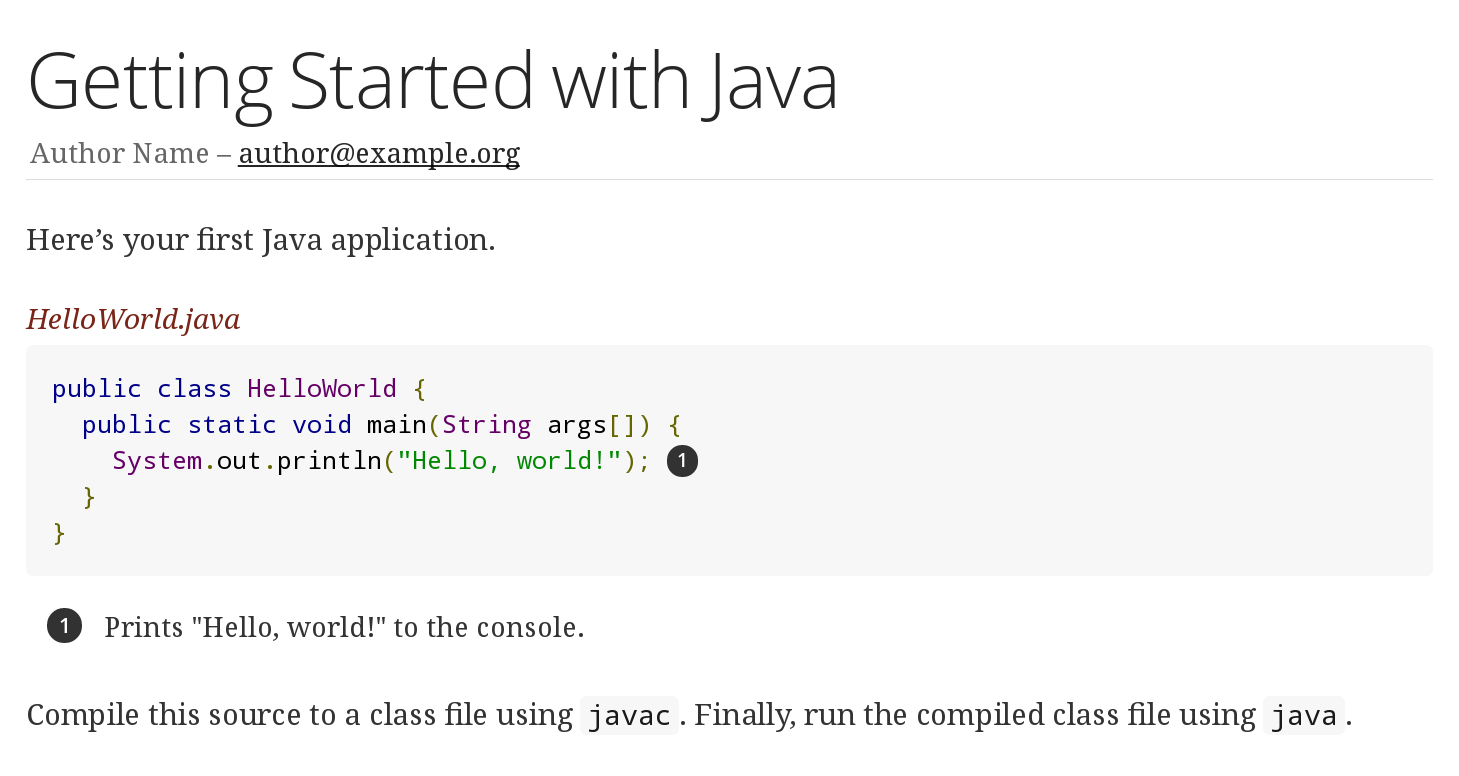 Getting Started with Java
Author Name – author@example.org
Here’s your first Java application.
HelloWorld.java
public class HelloWorld {
  public static void main(String args[]) {
    System.out.println("Hello, world!"); 1
  }
}
1 Prints "Hello, world!" to the console.
Compile this source to a class file using javac. Finally, run the compiled class file using java.